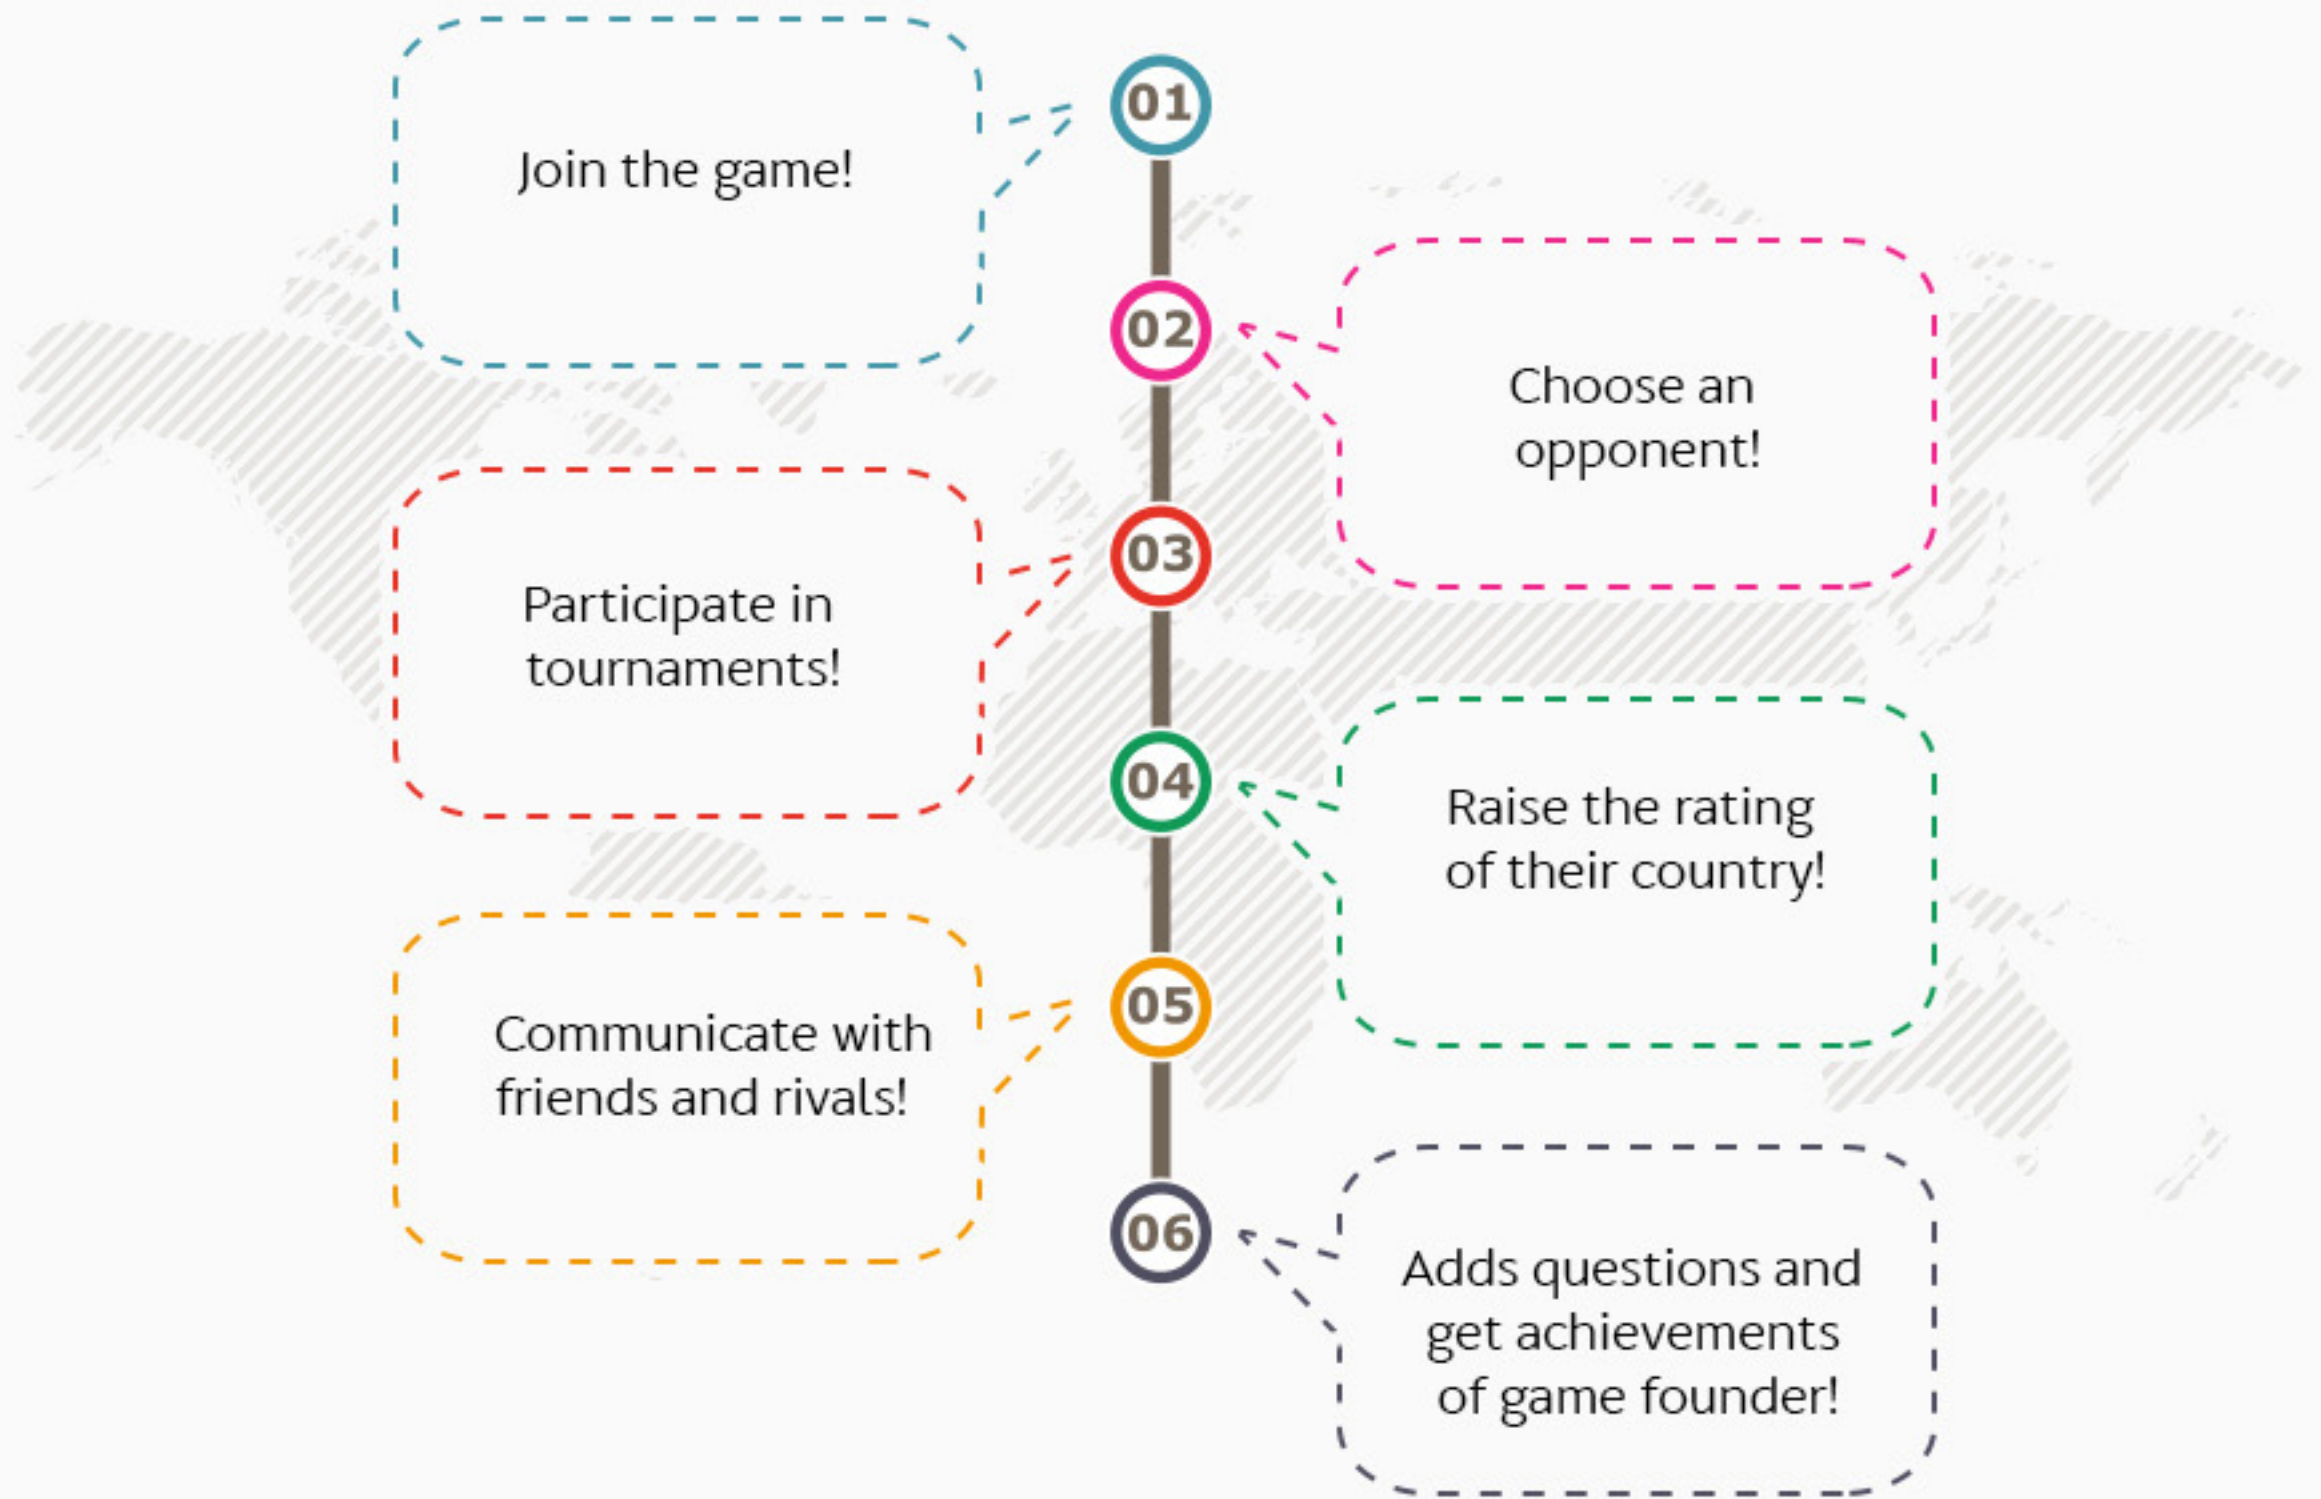 01
Join the game!
02
Choose an
opponent!
03
Participate in
tournaments!
04
Raise the rating
of their country!
05
Communicate with
friends and rivals!
06
Adds questions and
get achievements
of game founder!